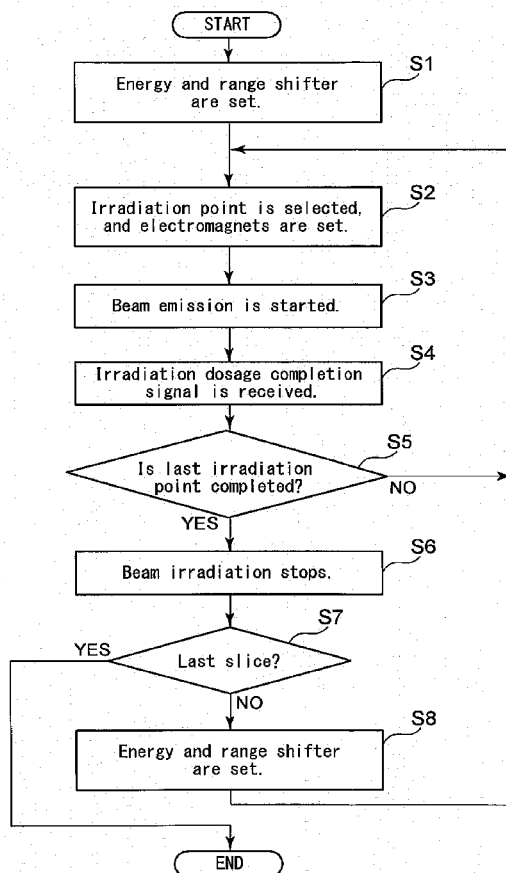 START
S1
Energy and range shifter
are set.
S2
Irradiation point is selected,
and electromagnets are set.
S3
Beam emission is started.
S4
Irradiation dosage completion
signal is received.
S5
Is last irradiation
point completed?
NO
YES
S6
Beam irradiation stops.
S7
YES
Last slice?
NO
S8
Energy and range shifter
are set.
END